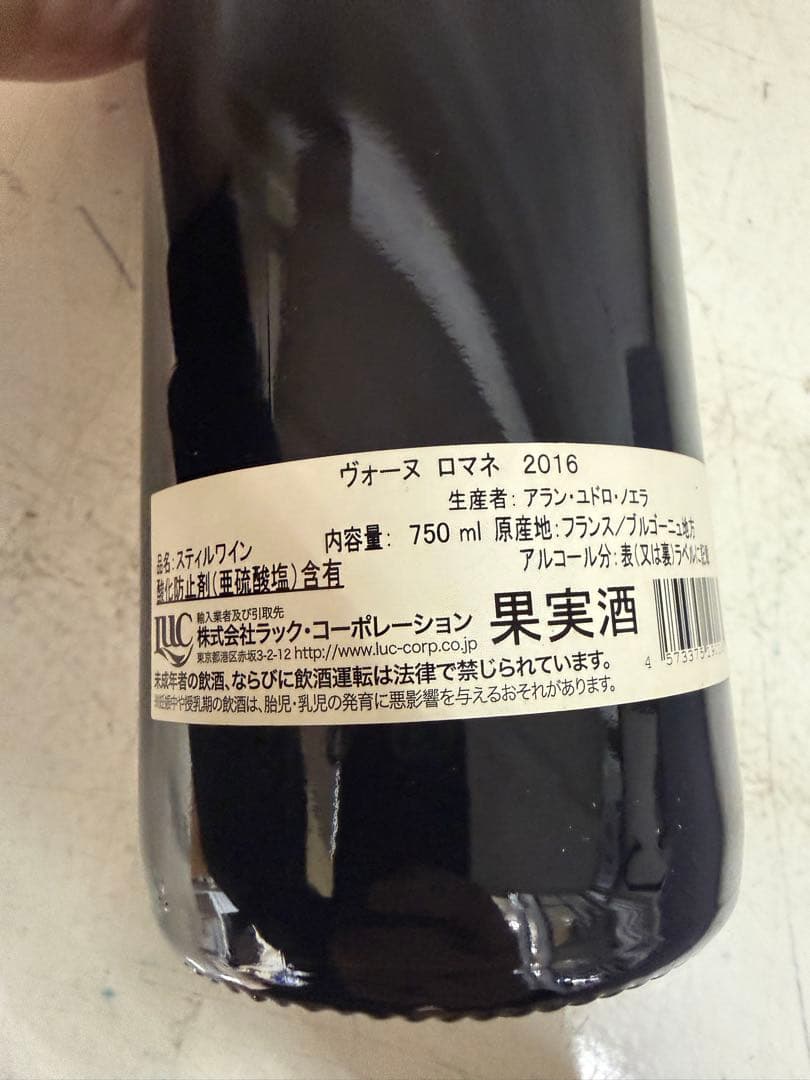 ヴォーヌ ロマネ 2016
生産者: アラン・ユドロ・ノエラ
品名:スティルワイン 内容量: 750 ml 原産地:フランス/ブルゴーニュ地方
酸化防止剤(亜硫酸塩)含有 アルコール分:表(又は裏)ラベルに記載
LUC 輸入業者及び引取先
株式会社ラック・コーポレーション 果実酒
東京都港区赤坂3-2-12 http://www.luc-corp.co.jp
未成年者の飲酒、ならびに飲酒運転は法律で禁じられています。
妊娠中や授乳期の飲酒は、胎児・乳児の発育に悪影響を与えるおそれがあります。